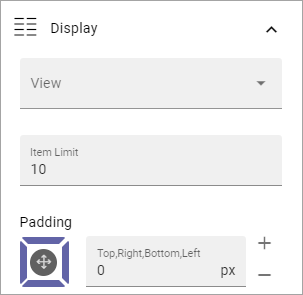 Display
View
Item Limit
10
Padding
Top,Right,Bottom,Left
0 px